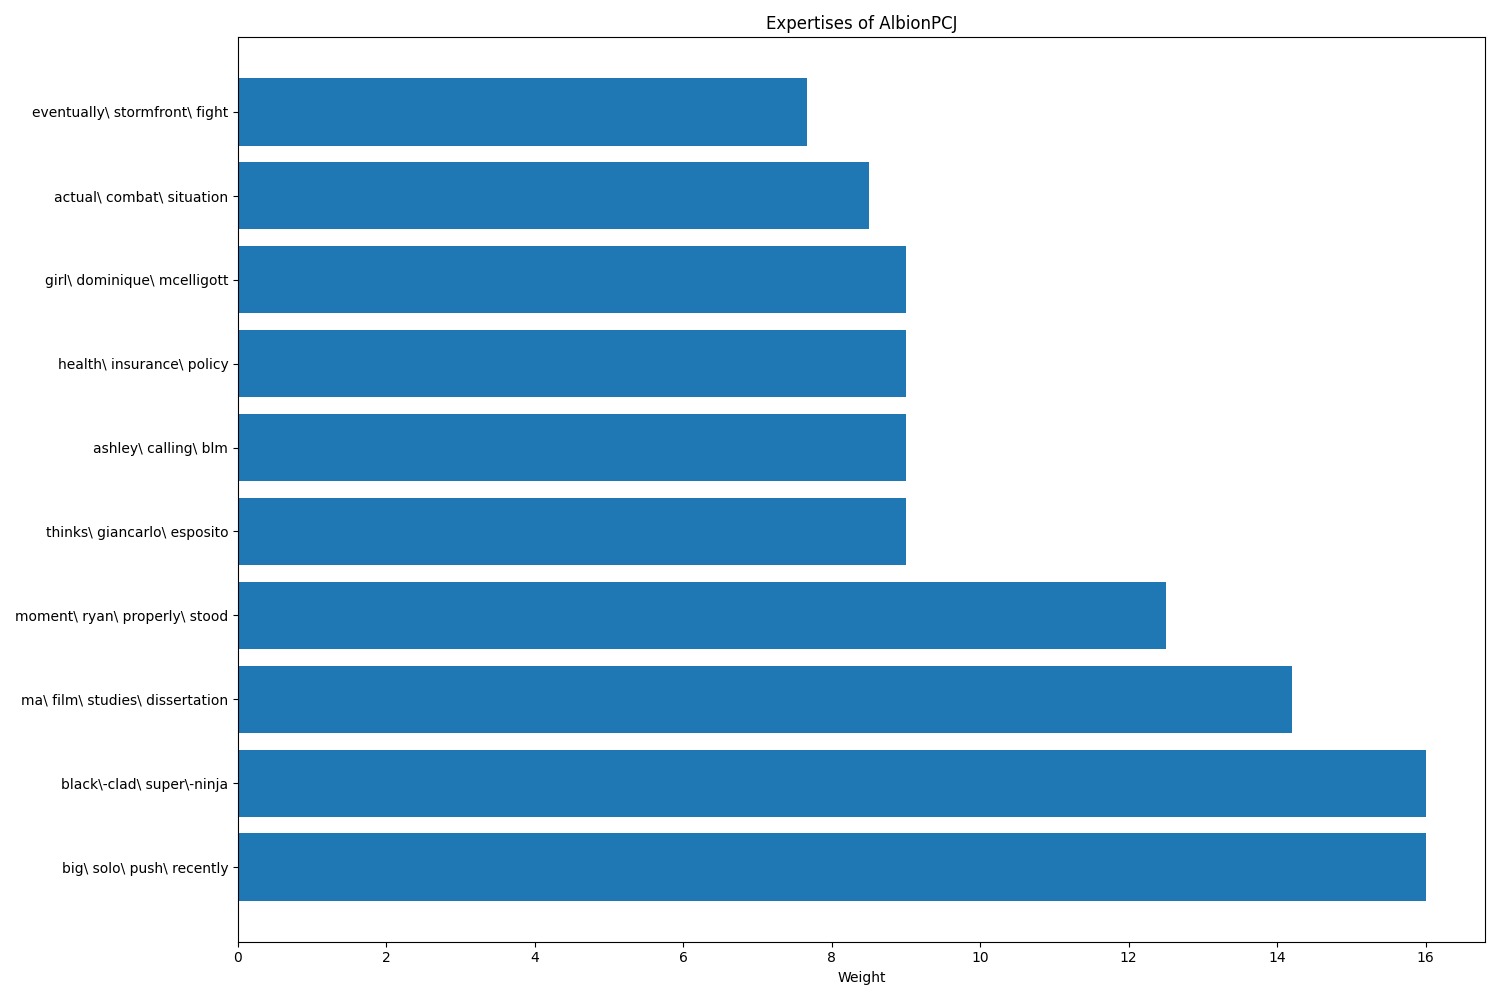 Expertises of AlbionPCJ
eventually\ stormfront\ fight
actual\ combat\ situation
girl\ dominique\ mcelligott
health\ insurance\ policy
ashley\ calling\ blm
thinks\ giancarlo\ esposito
moment\ ryan\ properly\ stood
ma\ film\ studies\ dissertation
black\-clad\ super\-ninja
big\ solo\ push\ recently
0 2 4 6 8 10 12 14 16
Weight